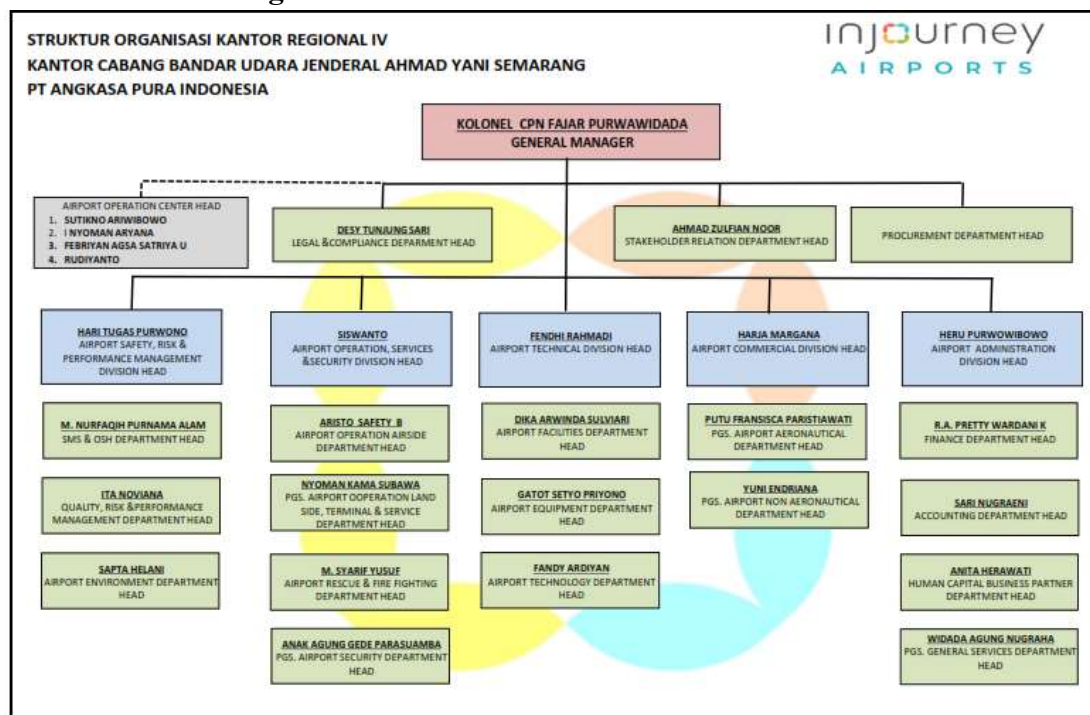 STRUKTUR ORGANISASI KANTOR REGIONAL IV
KANTOR CABANG BANDAR UDARA JENDERAL AHMAD YANI SEMARANG
PT ANGKASA PURA INDONESIA
injourney
AIRPORTS
KOLONEL CPN FAJAR PURWAWIDADA
GENERAL MANAGER
AIRPORT OPERATION CENTER HEAD
1. SUTIKNO ARIWIBOWO
2. I NYOMAN ARYANA
3. FEBRIYAN AGSA SATRIYA U
4. RUDIYANTO
DESY TUNJUNG SARI
LEGAL &COMPLIANCE DEPARTMENT HEAD
AHMAD ZULFIAN NOOR
STAKEHOLDER RELATION DEPARTMENT HEAD
PROCUREMENT DEPARTMENT HEAD
HARI TUGAS PURWONO
AIRPORT SAFETY, RISK &
PERFORMANCE MANAGEMENT
DIVISION HEAD
SISWANTO
AIRPORT OPERATION, SERVICES
&SECURITY DIVISION HEAD
FENDHI RAHMADI
AIRPORT TECHNICAL DIVISION HEAD
HARJA MARGANA
AIRPORT COMMERCIAL DIVISION HEAD
HERU PURWOWIBOWO
AIRPORT ADMINISTRATION
DIVISION HEAD
M. NURFAQIH PURNAMA ALAM
SMS & OSH DEPARTMENT HEAD
ARISTO SAFETY B
AIRPORT OPERATION AIRSIDE
DEPARTMENT HEAD
DIKA ARWINDA SULVIARI
AIRPORT FACILITIES DEPARTMENT
HEAD
PUTU FRANSISCA PARISTIAWATI
PGS. AIRPORT AERONAUTICAL
DEPARTMENT HEAD
R.A. PRETTY WARDANI K
FINANCE DEPARTMENT HEAD
ITA NOVIANA
QUALITY, RISK &PERFORMANCE
MANAGEMENT DEPARTMENT HEAD
NYOMAN KAMA SUBAWA
PGS. AIRPORT OOPERATION LAND
SIDE, TERMINAL & SERVICE
DEPARTMENT HEAD
GATOT SETYO PRIYONO
AIRPORT EQUIPMENT DEPARTMENT
HEAD
YUNI ENDRIANA
PGS. AIRPORT NON AERONAUTICAL
DEPARTMENT HEAD
SARI NUGRAENI
ACCOUNTING DEPARTMENT HEAD
SAPTA HELANI
AIRPORT ENVIRONMENT DEPARTMENT
HEAD
M. SYARIF YUSUF
AIRPORT RESCUE & FIRE FIGHTING
DEPARTMENT HEAD
FANDY ARDIYAN
AIRPORT TECHNOLOGY DEPARTMENT
HEAD
ANITA HERAWATI
HUMAN CAPITAL BUSINESS PARTNER
DEPARTMENT HEAD
ANAK AGUNG GEDE PARASUAMBA
PGS. AIRPORT SECURITY DEPARTMENT
HEAD
WIDADA AGUNG NUGRAHA
PGS. GENERAL SERVICES DEPARTMENT
HEAD